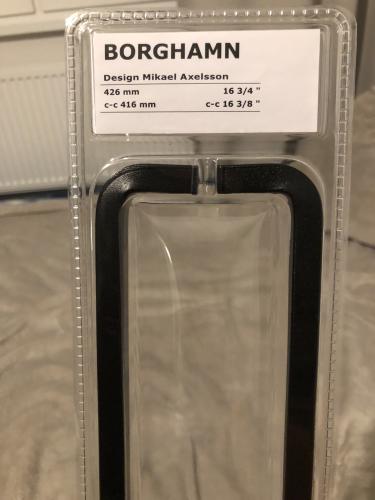 BORGHAMN
Design Mikael Axelsson
426 mm 16 3/4 "
c-c 416 mm c-c 16 3/8 "